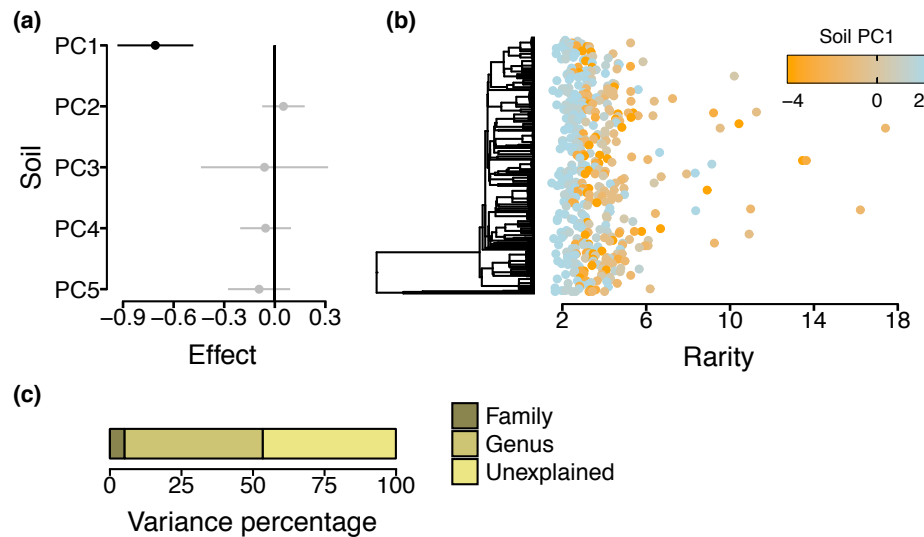 (a)
PC1
PC2
PC3
PC4
PC5
Soil
−0.9 −0.6 −0.3 0.0 0.3
Effect
(b)
Soil PC1
−4 0 2
2 6 10 14 18
Rarity
(c)
0 25 50 75 100
Variance percentage
Family
Genus
Unexplained